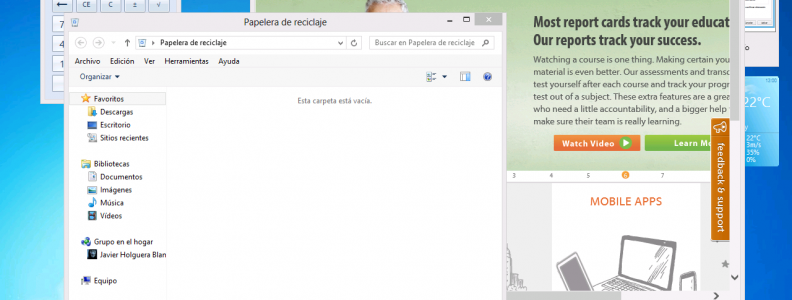 CE C ± √
7
4
1
Papelera de reciclaje
Papelera de reciclaje
Buscar en Papelera de reciclaje
Archivo Edición Ver Herramientas Ayuda
Organizar
Esta carpeta está vacía.
Favoritos
Descargas
Escritorio
Sitios recientes
Bibliotecas
Documentos
Imágenes
Música
Vídeos
Grupo en el hogar
Javier Holguera Blan
Equipo
Most report cards track your educat
Our reports track your success.
Watching a course is one thing. Making certain you
material is even better. Our assessments and transc
test yourself after each course and track your progr
test out of a subject. These extra features are a grea
who need a little accountability, and a bigger help
make sure their team is really learning.
Watch Video
Learn M
feedback & support
3 4 5 6 7
MOBILE APPS
22°C
22°C
3m/s
35%
0%